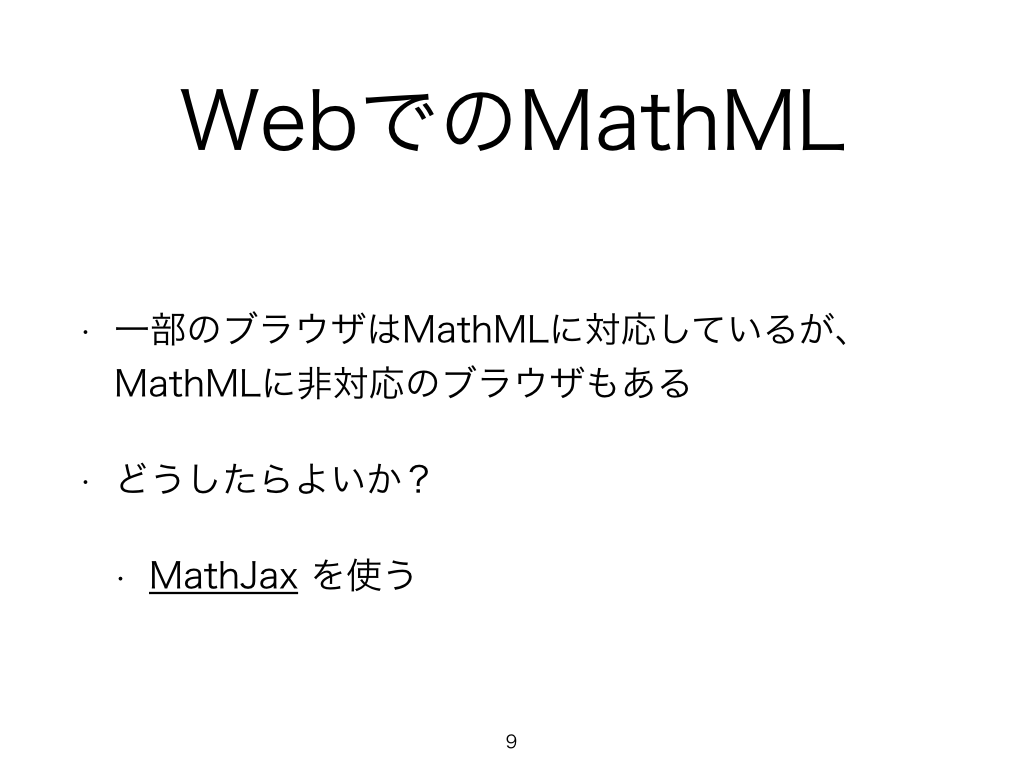 WebでのMathML
・ 一部のブラウザはMathMLに対応しているが、
MathMLに非対応のブラウザもある
・ どうしたらよいか？
・ MathJax を使う
9